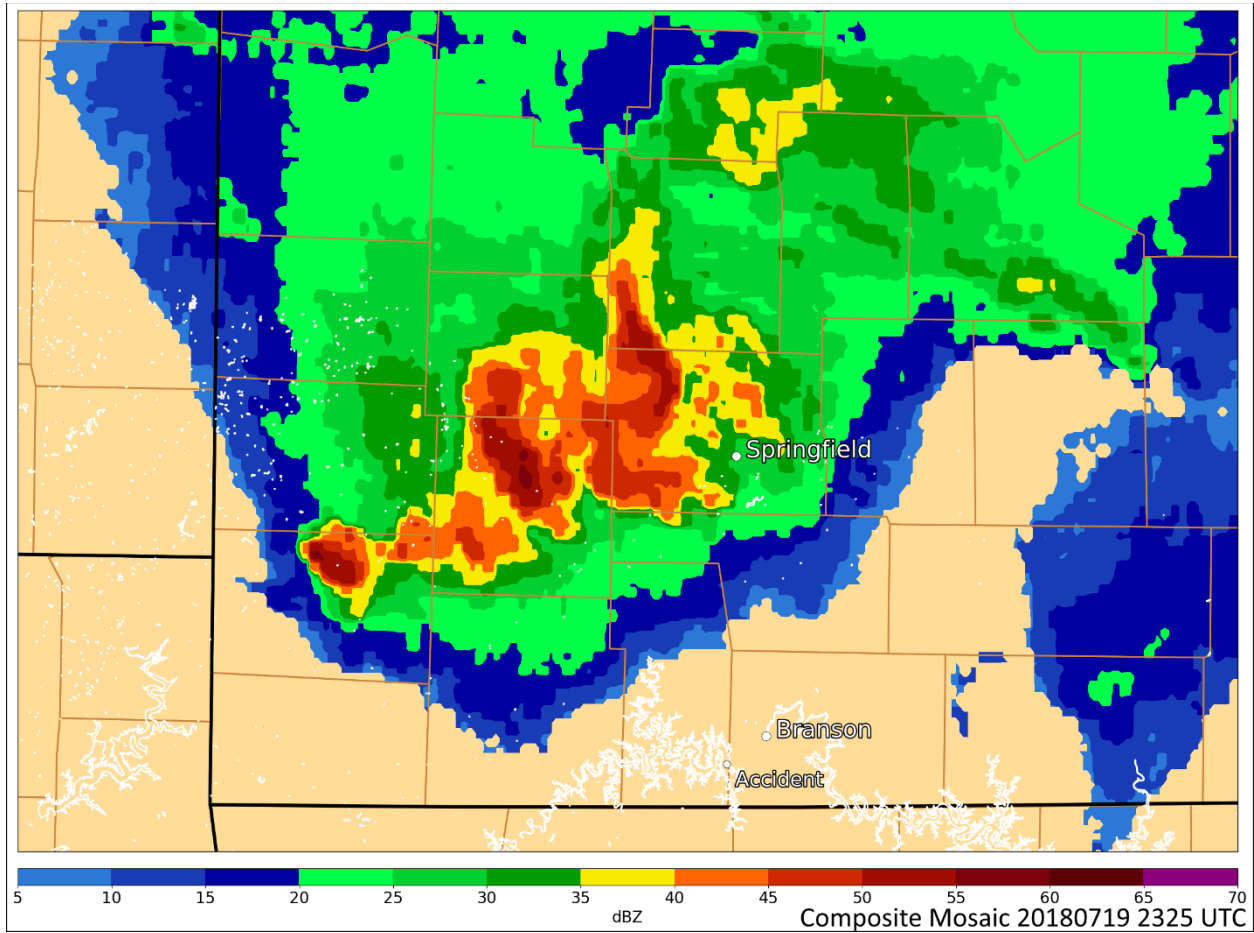 Springfield
Branson
Accident
5 10 15 20 25 30 35 40 45 50 55 60 65 70
dBZ
Composite Mosaic 20180719 2325 UTC